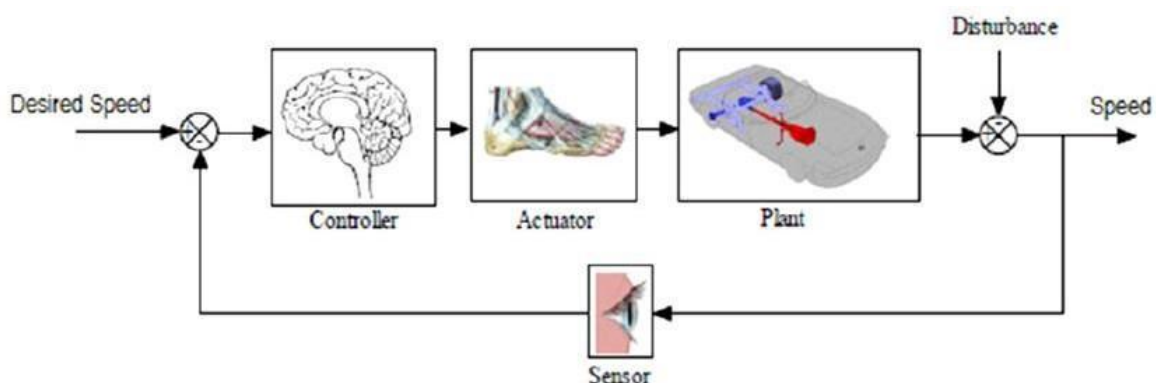 Disturbance
Desired Speed
Speed
Controller
Actuator
Plant
Sensor